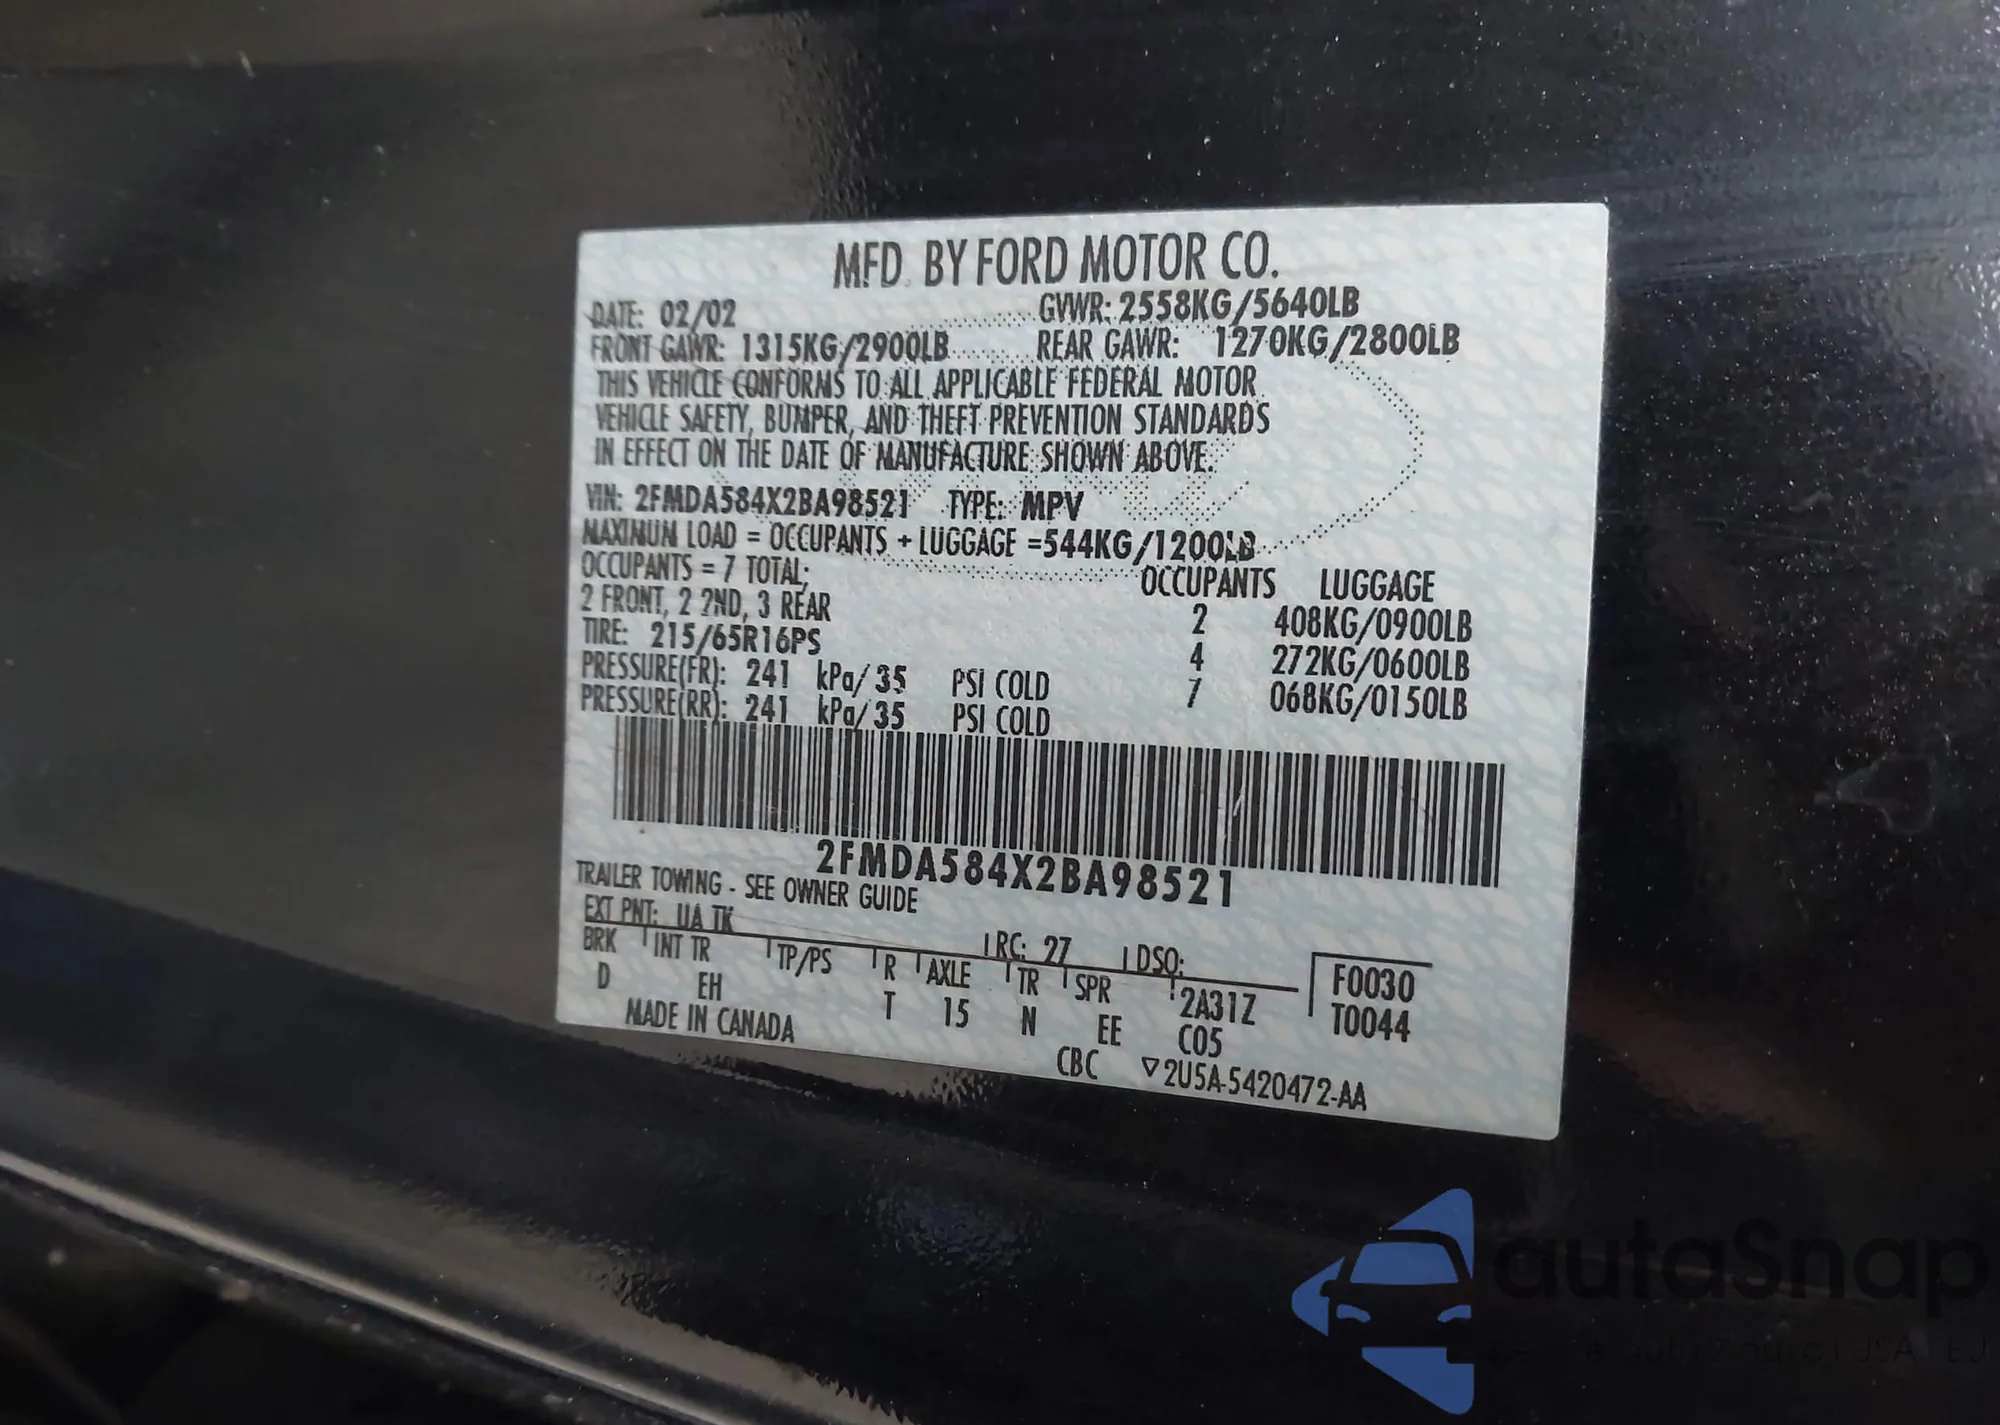 MFD. BY FORD MOTOR CO.
DATE: 02/02 GVWR: 2558KG/5640LB
FRONT GAWR: 1315KG/2900LB REAR GAWR: 1270KG/2800LB
THIS VEHICLE CONFORMS TO ALL APPLICABLE FEDERAL MOTOR
VEHICLE SAFETY, BUMPER, AND THEFT PREVENTION STANDARDS
IN EFFECT ON THE DATE OF MANUFACTURE SHOWN ABOVE.
VIN: 2FMDA584X2BA98521 TYPE: MPV
MAXIMUM LOAD = OCCUPANTS + LUGGAGE =544KG/1200LB
OCCUPANTS = 7 TOTAL; OCCUPANTS LUGGAGE
2 FRONT, 2 2ND, 3 REAR 2 408KG/0900LB
TIRE: 215/65R16PS 4 272KG/0600LB
PRESSURE(FR): 241 kPa/35 PSI COLD 7 068KG/0150LB
PRESSURE(RR): 241 kPa/35 PSI COLD
2FMDA584X2BA98521
TRAILER TOWING - SEE OWNER GUIDE
EXT PNT: UA TK RC: 27 DSO:
BRK INT TR TP/PS R AXLE TR SPR 2A31Z F0030
D EH T 15 N EE C05 T0044
MADE IN CANADA CBC ▽2U5A-5420472-AA
autaSnap
USA